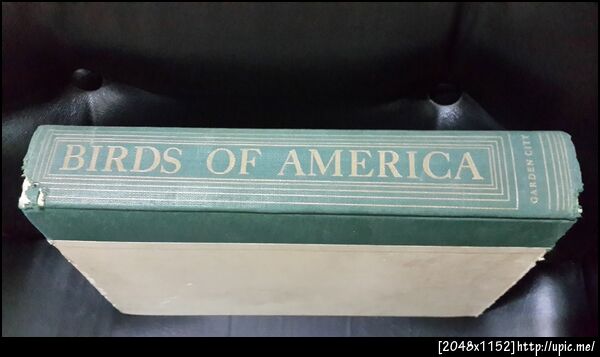 BIRDS OF AMERICA
GARDEN CITY
[2048x1152]http://upic.me/